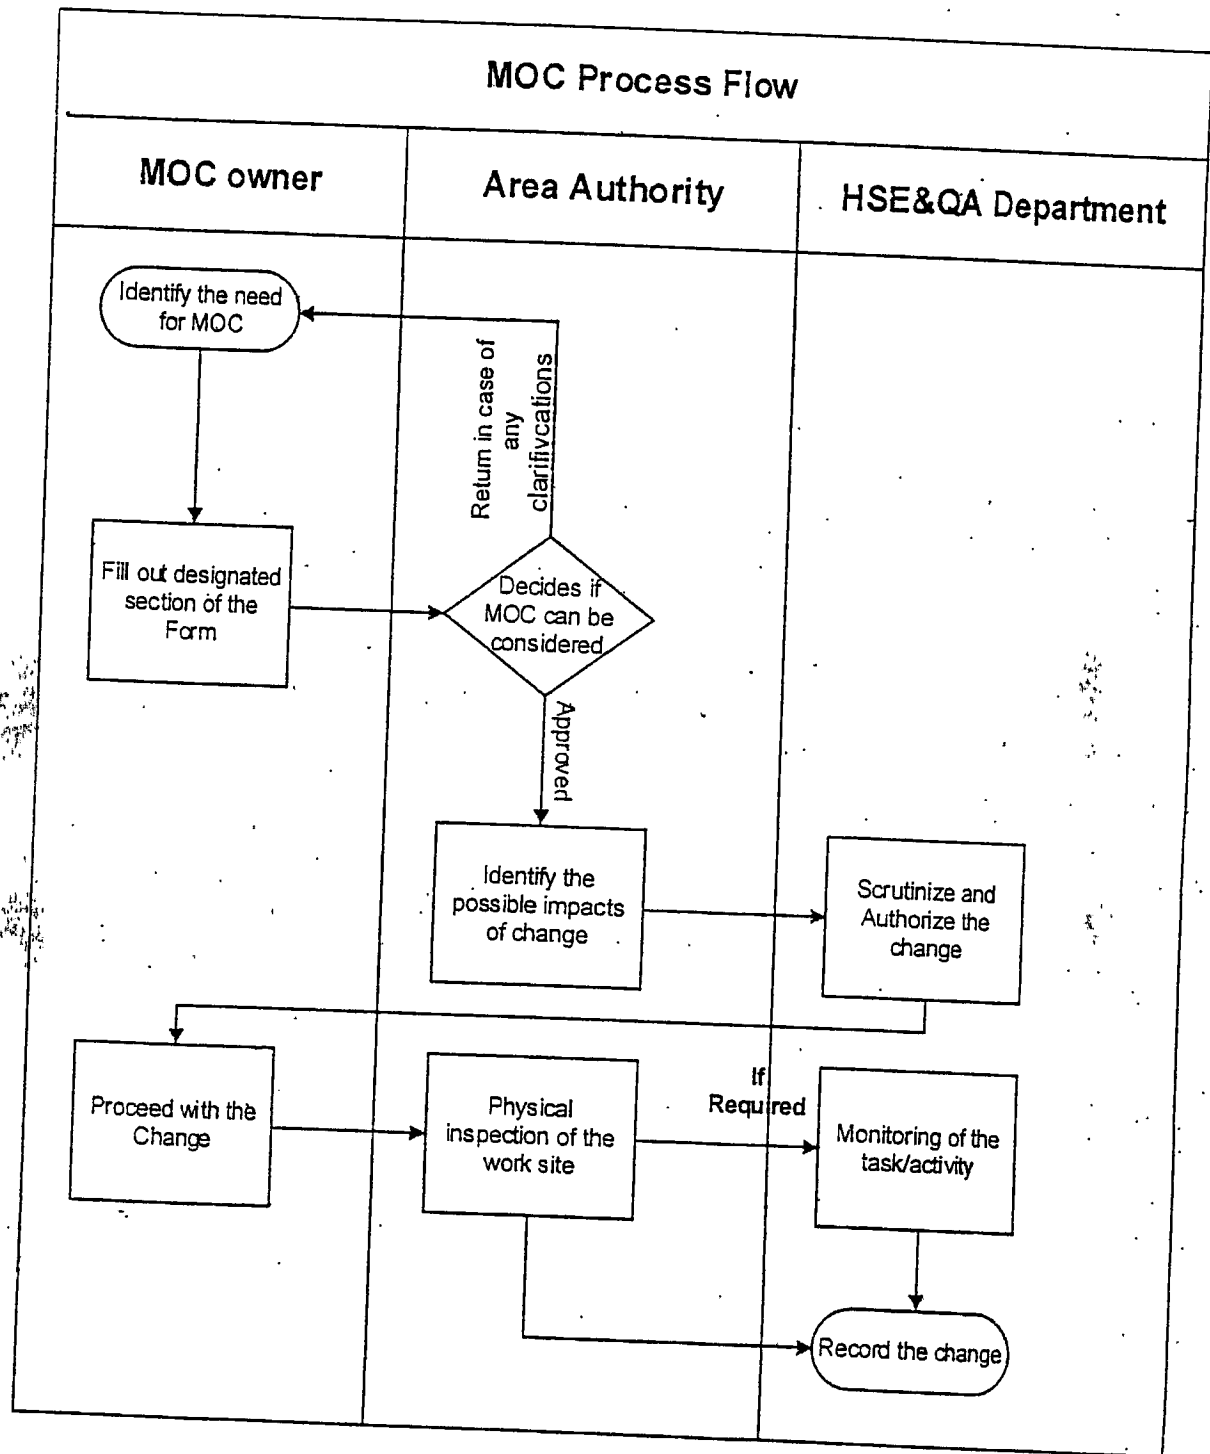 MOC Process Flow
MOC owner
Area Authority
HSE&QA Department
Identify the need
for MOC
Return in case of
any
clarifivcations
Fill out designated
section of the
Form
Decides if
MOC can be
considered
Approved
Identify the
possible impacts
of change
Scrutinize and
Authorize the
change
Proceed with the
Change
Physical
inspection of the
work site
If
Required
Monitoring of the
task/activity
Record the change